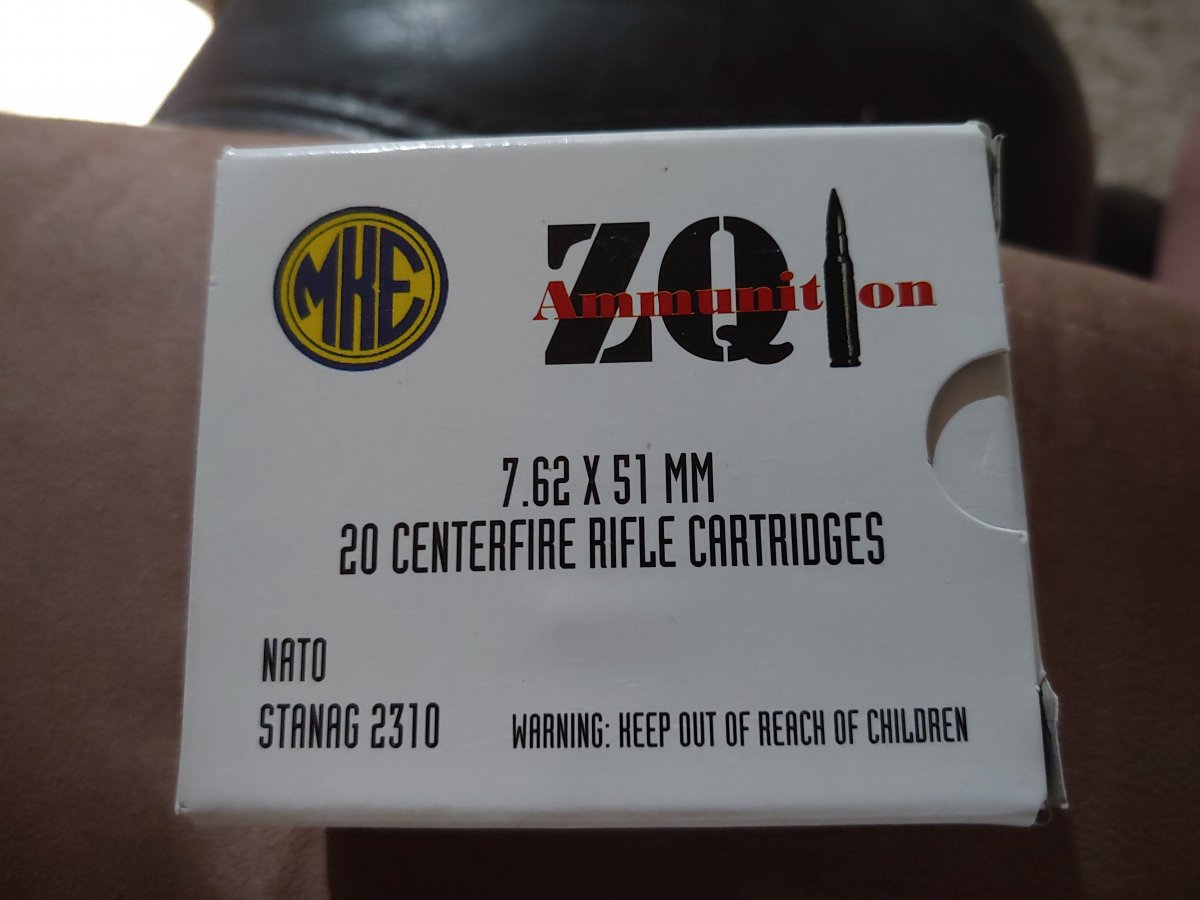 MKE
ZQ
Ammunition
7.62 X 51 MM
20 CENTERFIRE RIFLE CARTRIDGES
NATO
STANAG 2310
WARNING: KEEP OUT OF REACH OF CHILDREN